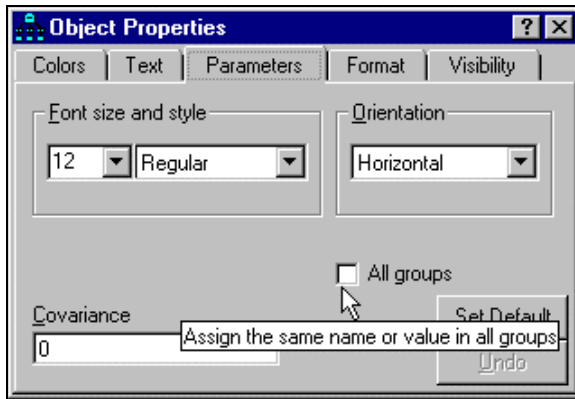 Object Properties
Colors Text Parameters Format Visibility
Font size and style Orientation
12 Regular Horizontal
All groups
Covariance Set Default
Assign the same name or value in all groups
0
Undo